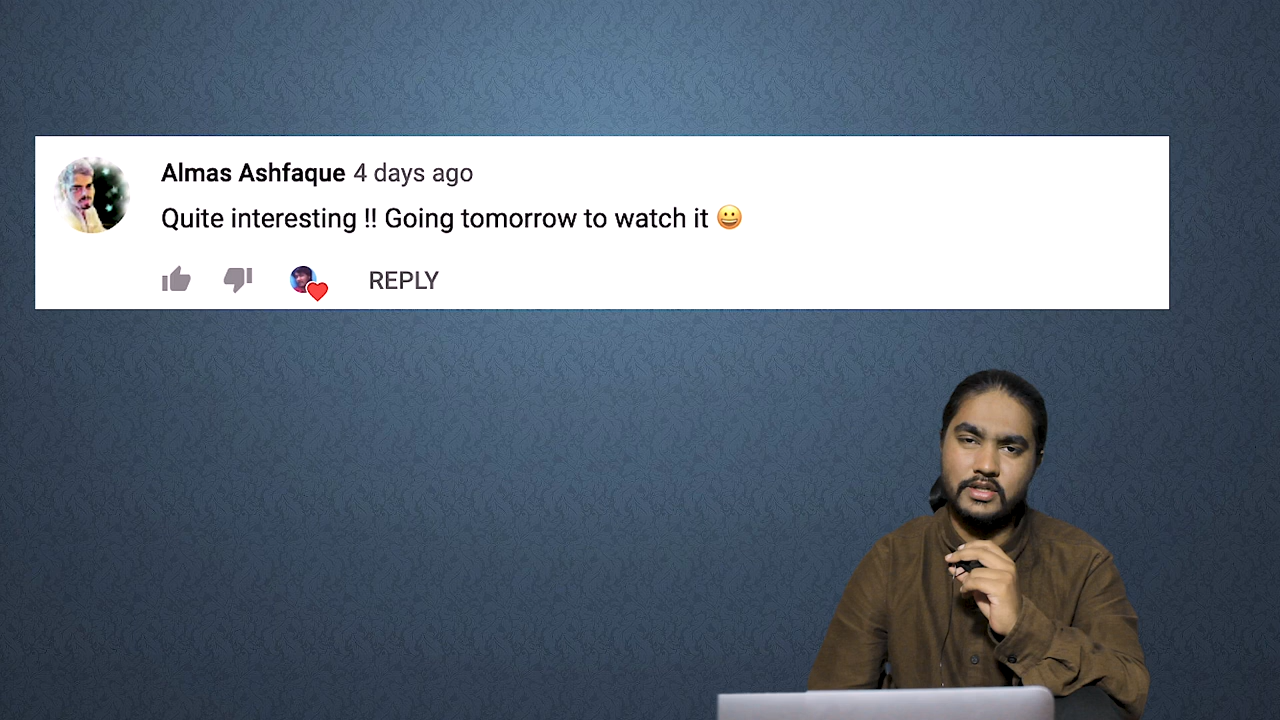 Almas Ashfaque 4 days ago
Quite interesting !! Going tomorrow to watch it 😀
REPLY